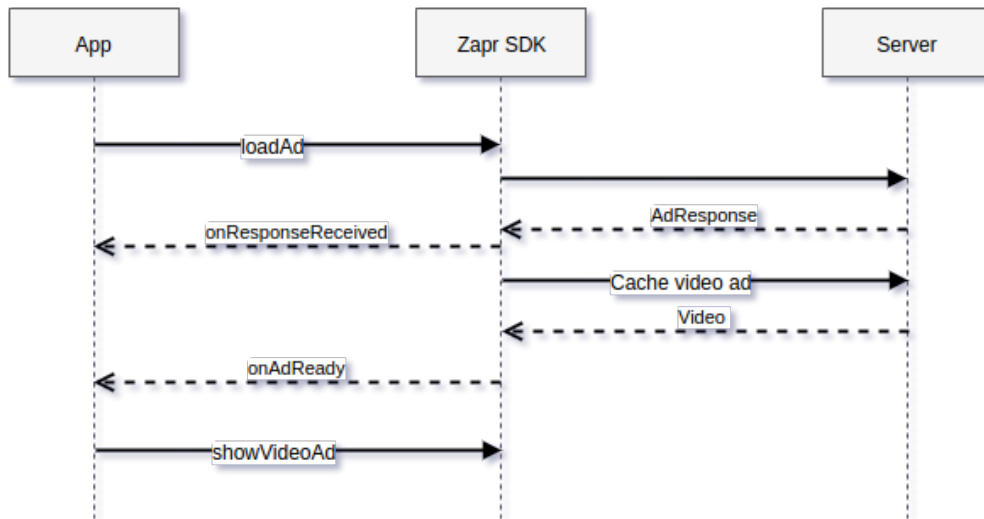 App
Zapr SDK
Server
loadAd
AdResponse
onResponseReceived
Cache video ad
Video
onAdReady
showVideoAd